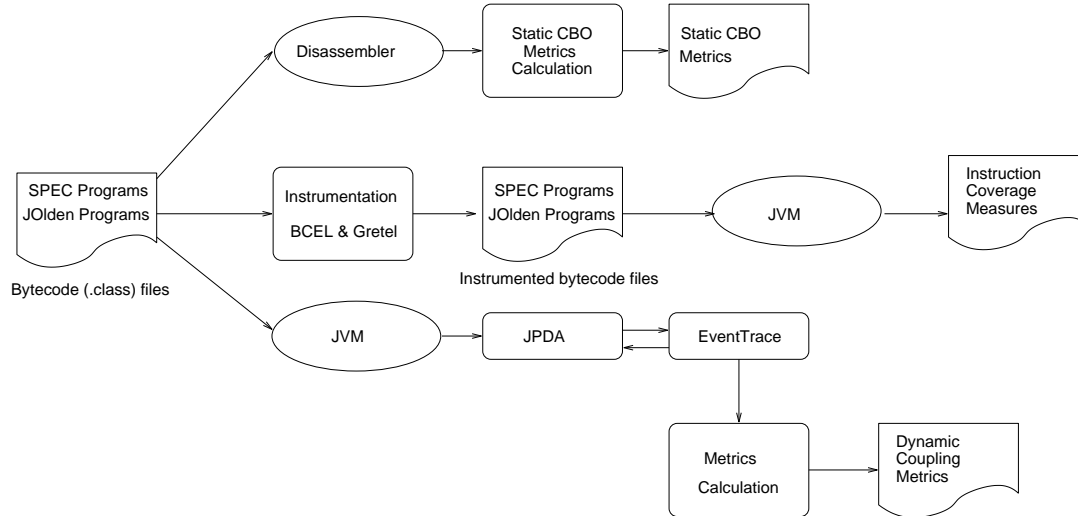 Disassembler
Static CBO
Metrics
Calculation
Static CBO
Metrics
SPEC Programs
JOlden Programs
Bytecode (.class) files
Instrumentation
BCEL & Gretel
SPEC Programs
JOlden Programs
Instrumented bytecode files
JVM
Instruction
Coverage
Measures
JVM
JPDA
EventTrace
Metrics
Calculation
Dynamic
Coupling
Metrics